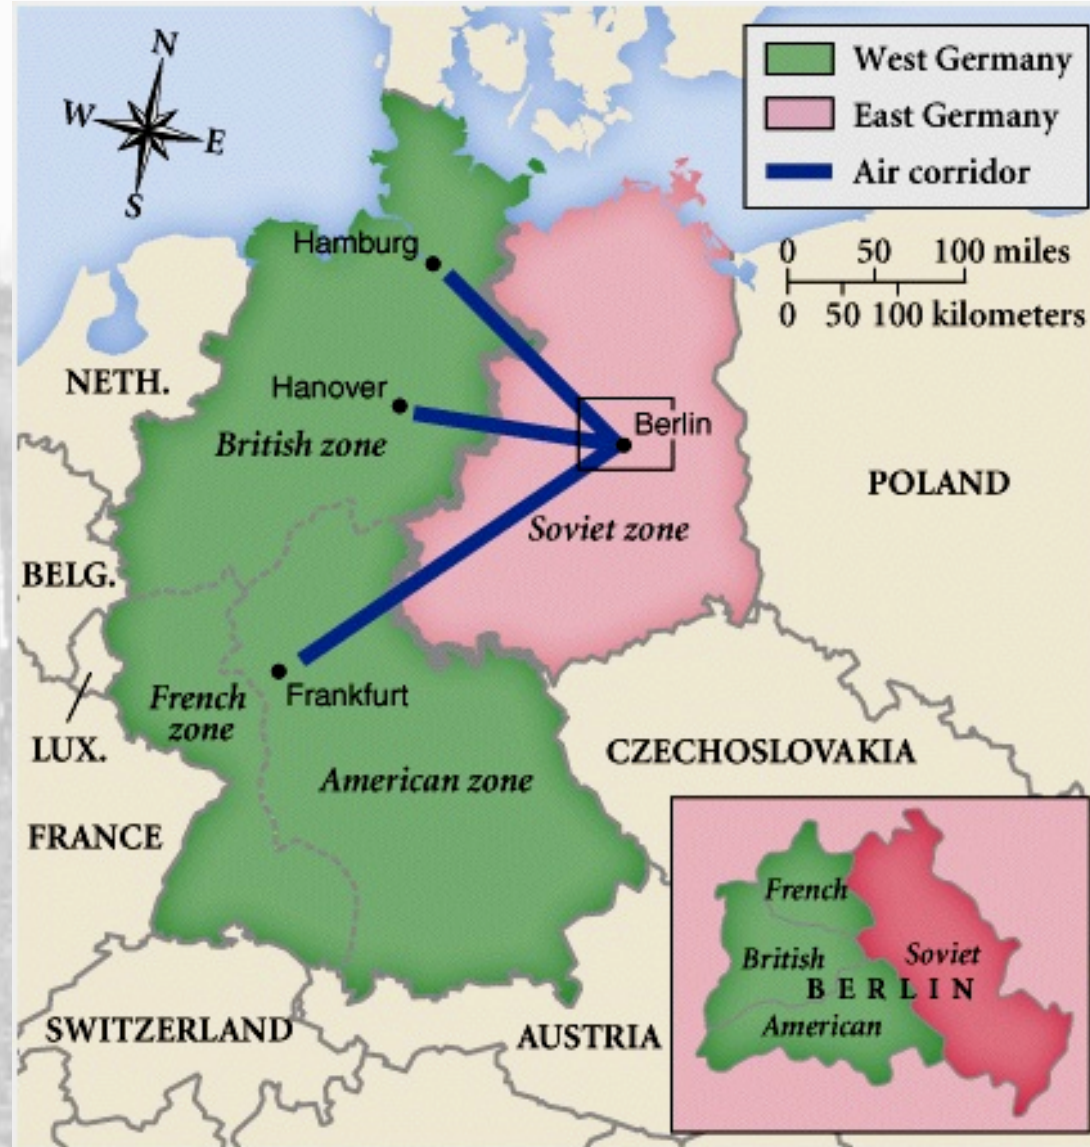 N
W
E
S
West Germany
East Germany
Air corridor
0 50 100 miles
0 50 100 kilometers
Hamburg
NETH.
Hanover
British zone
Berlin
POLAND
Soviet zone
BELG.
French
zone
Frankfurt
LUX.
American zone
CZECHOSLOVAKIA
FRANCE
French
British
Soviet
BERLIN
American
SWITZERLAND
AUSTRIA